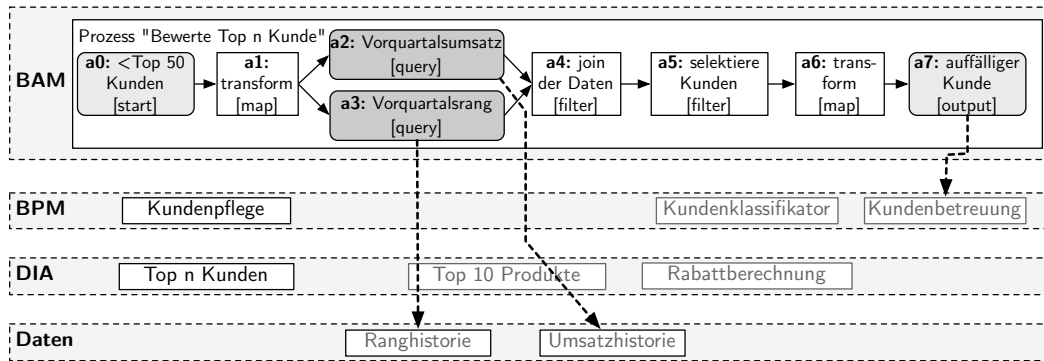 Prozess "Bewerte Top n Kunde"
BAM
a0: <Top 50
Kunden
[start]
a1:
transform
[map]
a2: Vorquartalsumsatz
[query]
a3: Vorquartalsrang
[query]
a4: join
der Daten
[filter]
a5: selektiere
Kunden
[filter]
a6: trans-
form
[map]
a7: auffälliger
Kunde
[output]
BPM
Kundenpflege
Kundenklassifikator
Kundenbetreuung
DIA
Top n Kunden
Top 10 Produkte
Rabattberechnung
Daten
Ranghistorie
Umsatzhistorie